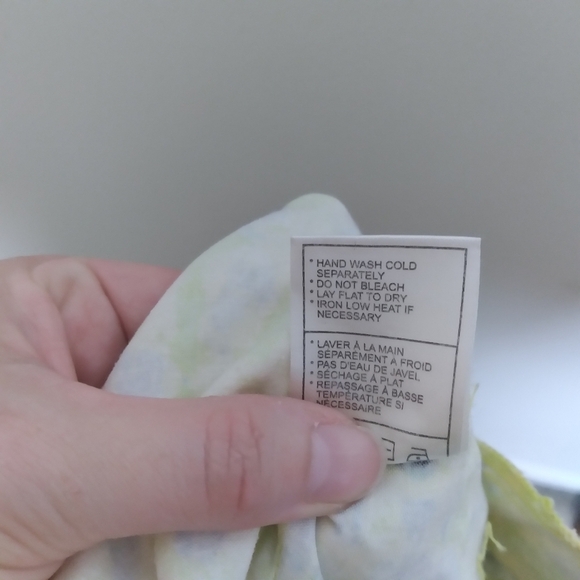 * HAND WASH COLD
SEPARATELY
* DO NOT BLEACH
* LAY FLAT TO DRY
* IRON LOW HEAT IF
NECESSARY
* LAVER À LA MAIN
SÉPARÉMENT À FROID
* PAS D'EAU DE JAVEL
* SÉCHAGE À PLAT
* REPASSAGE À BASSE
TEMPÉRATURE SI
NÉCESSAIRE